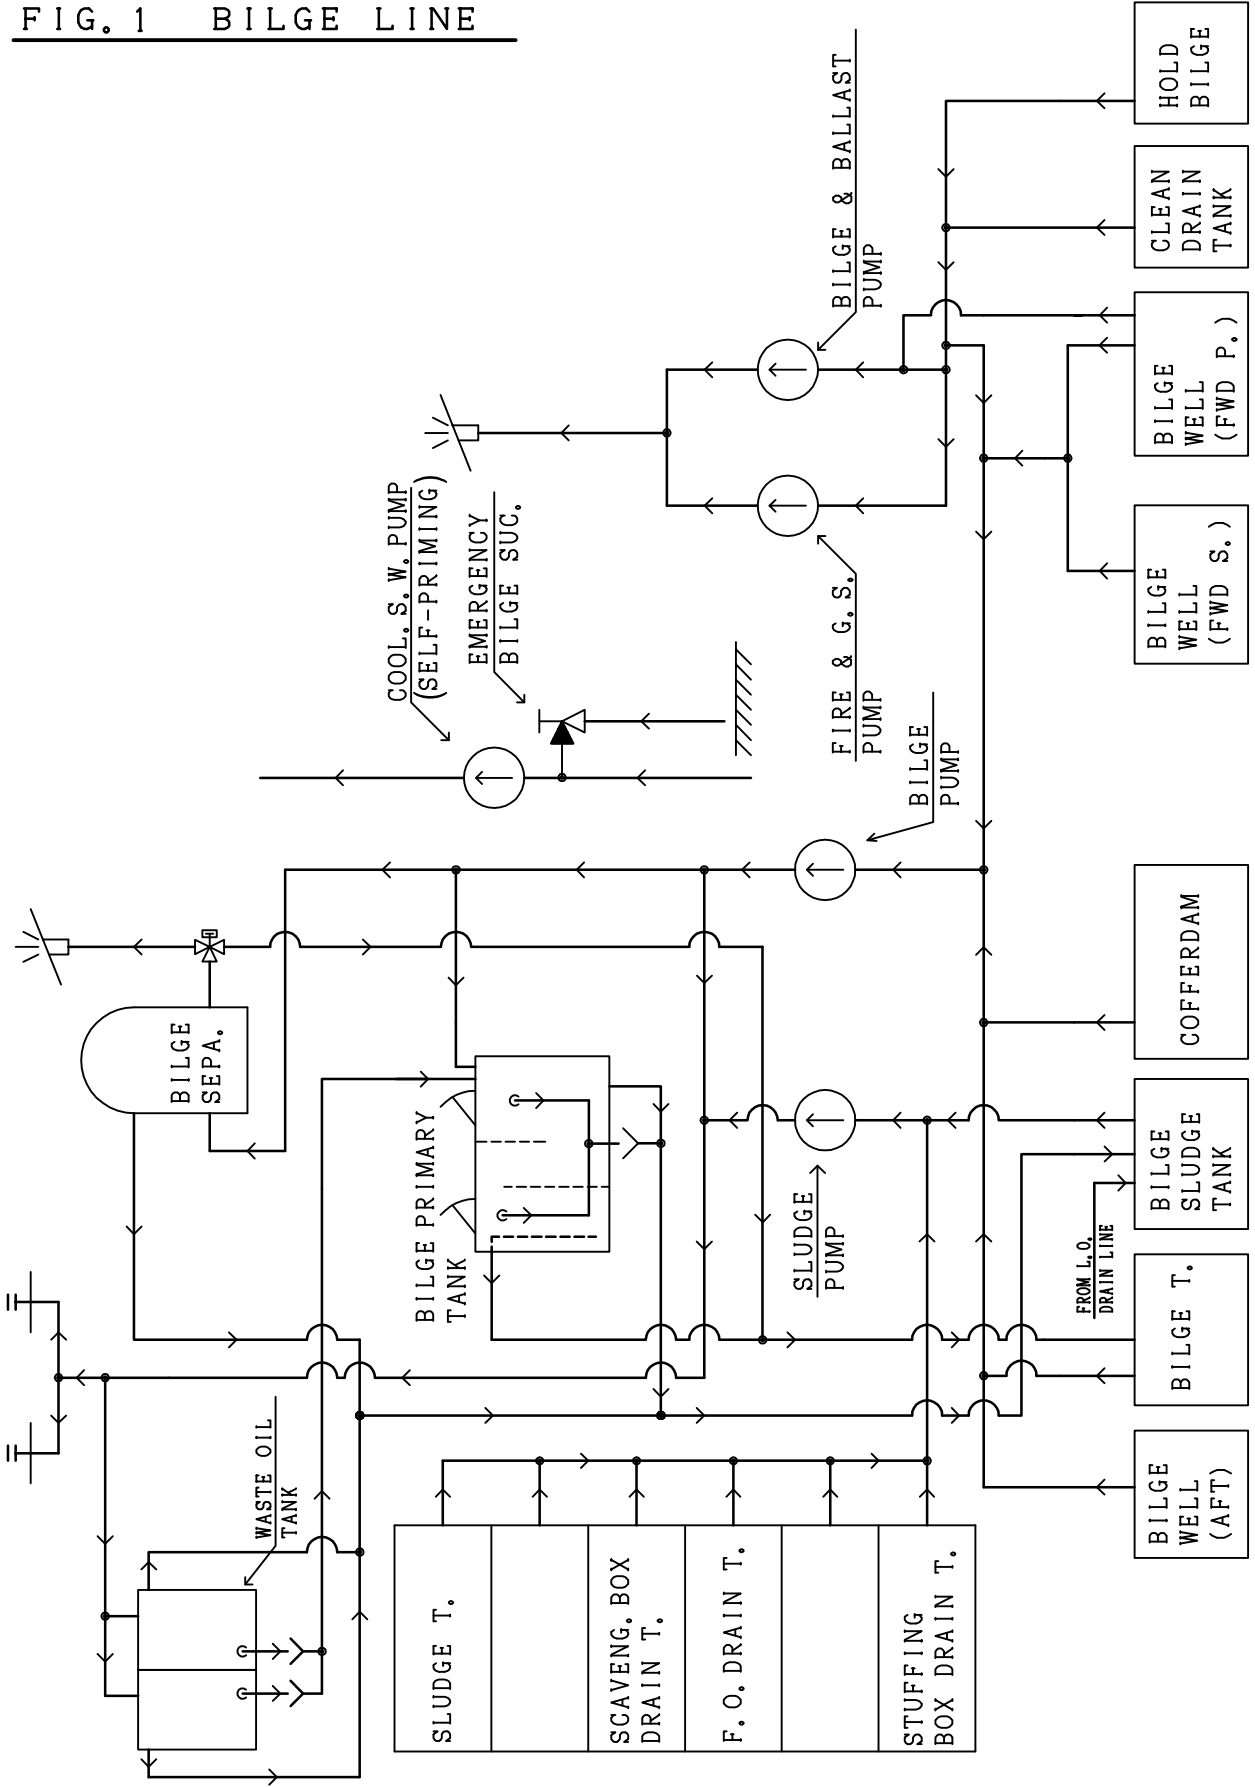 FIG. 1 BILGE LINE
HOLD
BILGE
CLEAN
DRAIN
TANK
BILGE
WELL
(FWD P.)
BILGE
WELL
(FWD S.)
COFFERDAM
BILGE
SLUDGE
TANK
BILGE T.
BILGE
WELL
(AFT)
BILGE & BALLAST
PUMP
FIRE & G.S.
PUMP
BILGE
PUMP
COOL. S. W. PUMP
(SELF-PRIMING)
EMERGENCY
BILGE SUC.
BILGE
SEPA.
BILGE PRIMARY
TANK
SLUDGE
PUMP
FROM L.O.
DRAIN LINE
WASTE OIL
TANK
SLUDGE T.
SCAVENG. BOX
DRAIN T.
F. O. DRAIN T.
STUFFING
BOX DRAIN T.